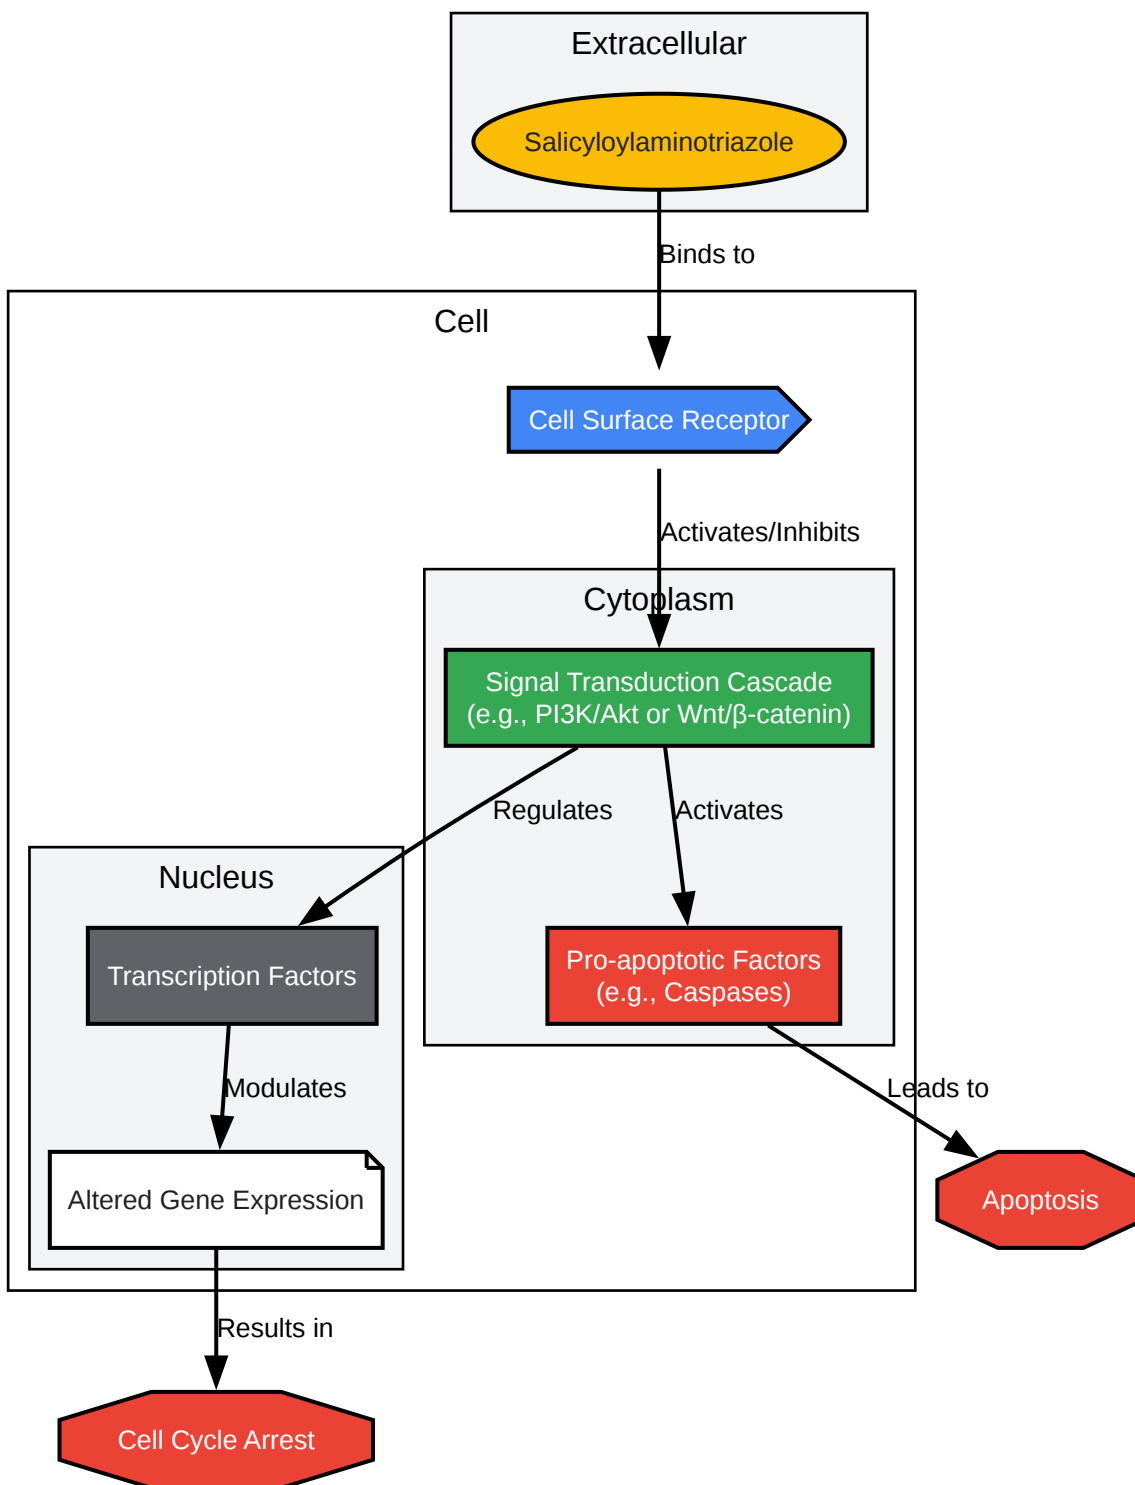 Extracellular
Salicyloylaminotriazole
Binds to
Cell
Cell Surface Receptor
Activates/Inhibits
Cytoplasm
Signal Transduction Cascade
(e.g., PI3K/Akt or Wnt/β-catenin)
Regulates
Activates
Nucleus
Transcription Factors
Pro-apoptotic Factors
(e.g., Caspases)
Modulates
Leads to
Altered Gene Expression
Apoptosis
Results in
Cell Cycle Arrest